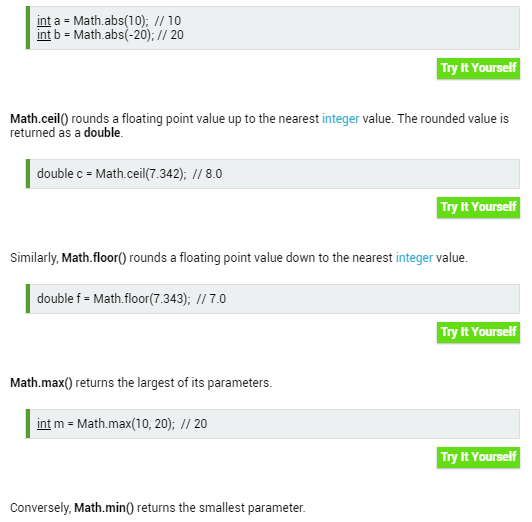 int a = Math.abs(10);  // 10
int b = Math.abs(-20); // 20
Try It Yourself
Math.ceil() rounds a floating point value up to the nearest integer value. The rounded value is
returned as a double.
double c = Math.ceil(7.342);  // 8.0
Try It Yourself
Similarly, Math.floor() rounds a floating point value down to the nearest integer value.
double f = Math.floor(7.343);  // 7.0
Try It Yourself
Math.max() returns the largest of its parameters.
int m = Math.max(10, 20);  // 20
Try It Yourself
Conversely, Math.min() returns the smallest parameter.